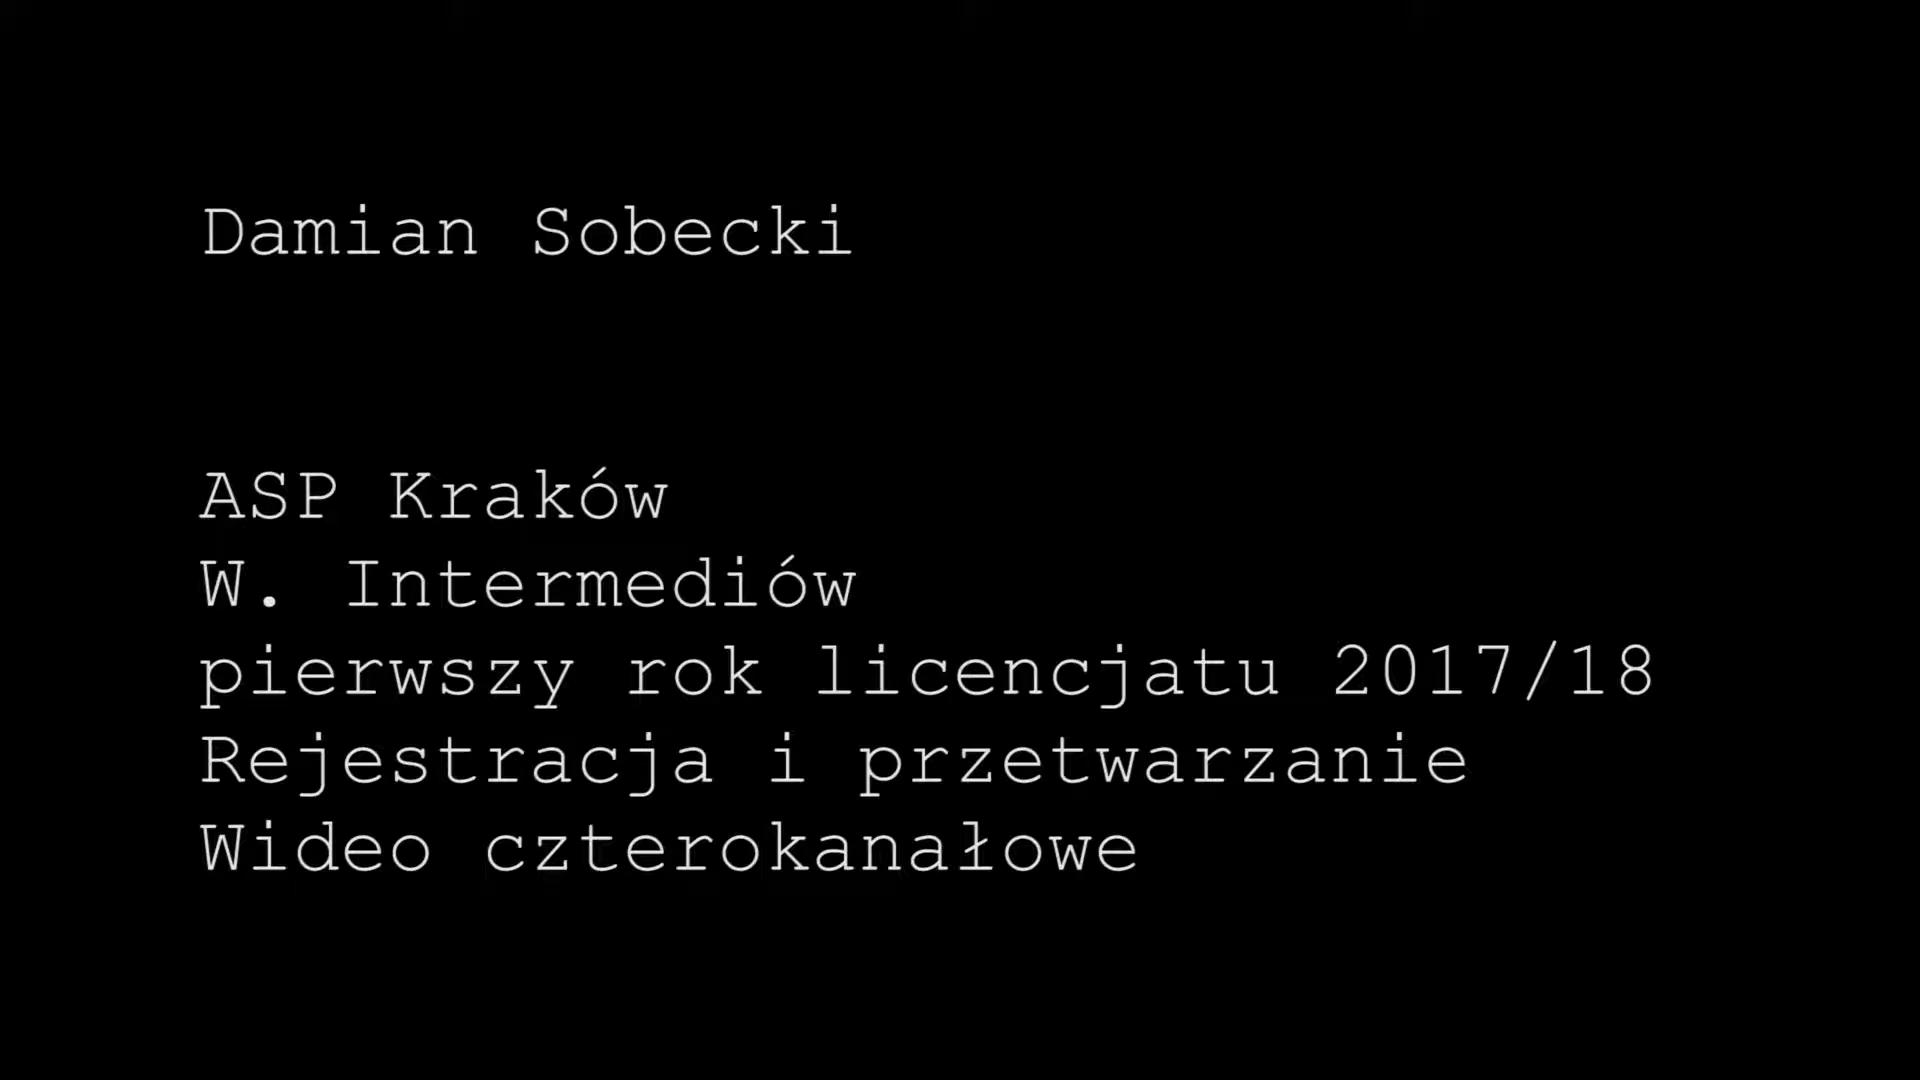 Damian Sobecki
ASP Kraków
W. Intermediów
pierwszy rok licencjatu 2017/18
Rejestracja i przetwarzanie
Wideo czterokanałowe